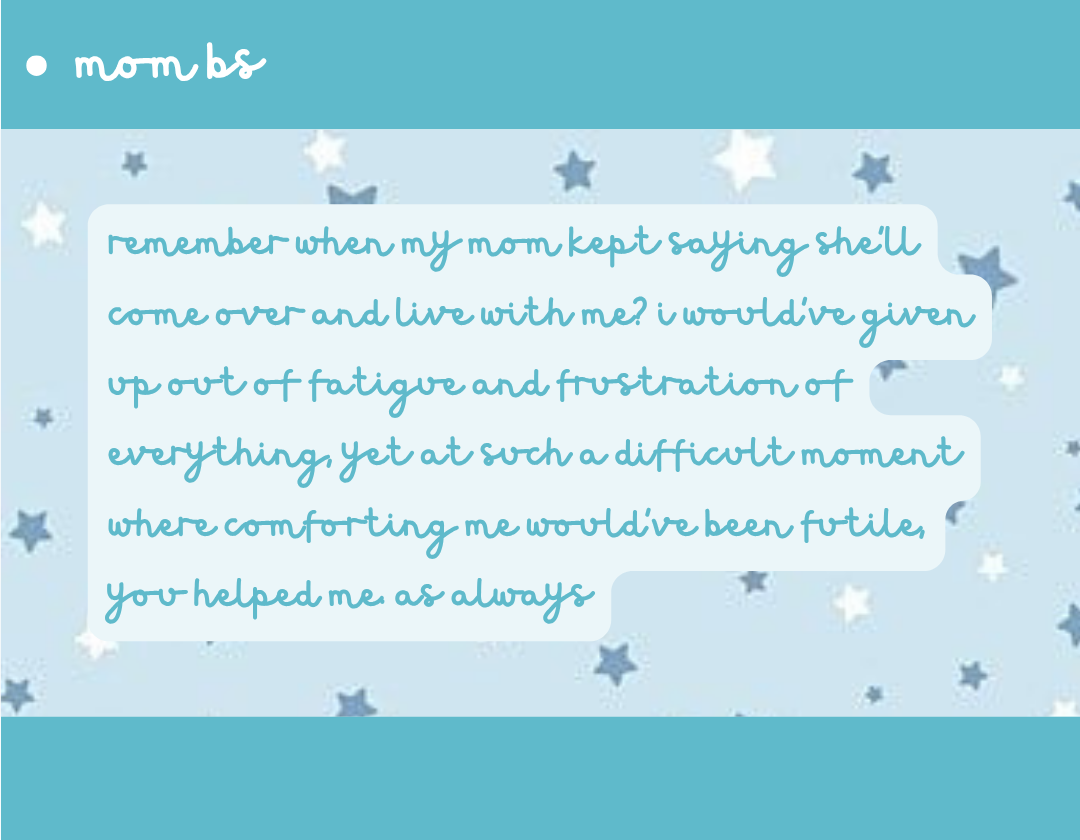 • mom bs
remember when my mom kept saying she'll
come over and live with me? i would've given
up out of fatigue and frustration of
everything, yet at such a difficult moment
where comforting me would've been futile,
you helped me. as always